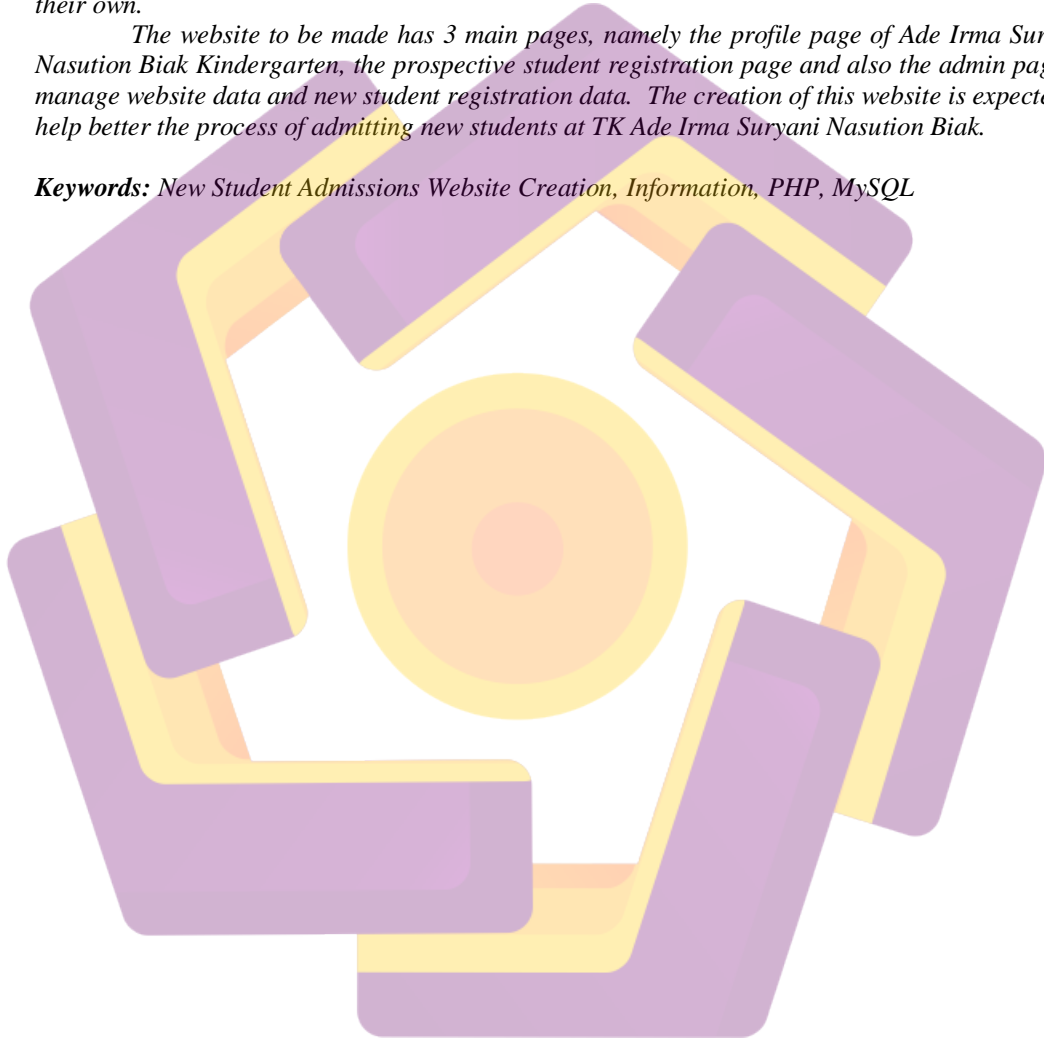 their own.
The website to be made has 3 main pages, namely the profile page of Ade Irma Sur
Nasution Biak Kindergarten, the prospective student registration page and also the admin pag
manage website data and new student registration data. The creation of this website is expecte
help better the process of admitting new students at TK Ade Irma Suryani Nasution Biak.
Keywords: New Student Admissions Website Creation, Information, PHP, MySQL